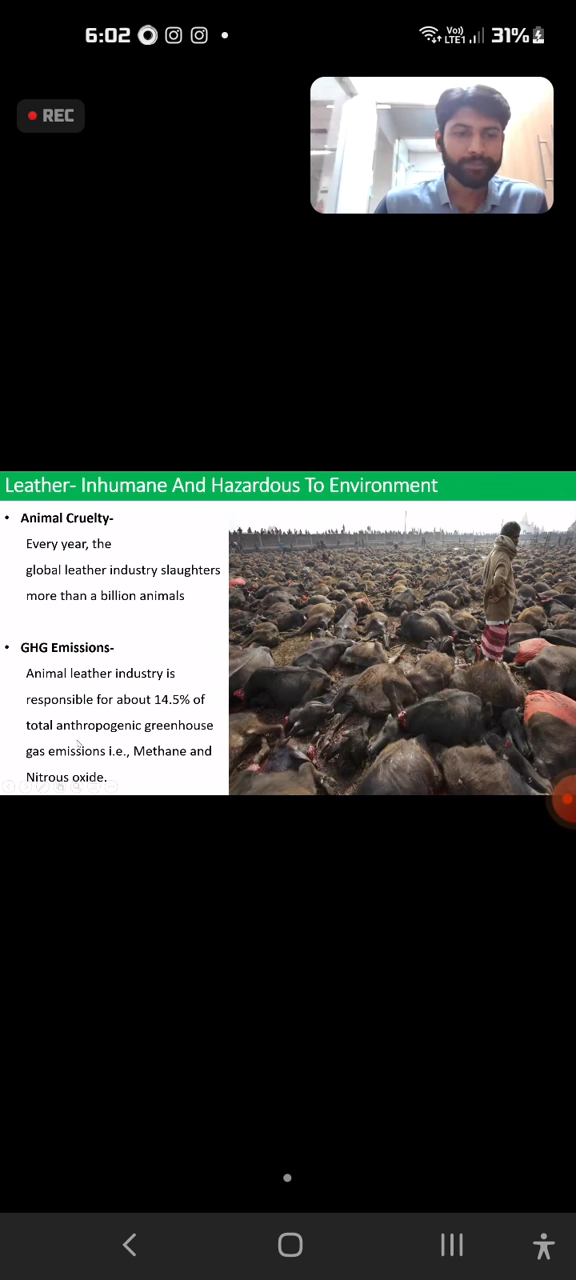 6:02
Vo)
LTE1
31%
REC
Leather- Inhumane And Hazardous To Environment
• Animal Cruelty-
Every year, the
global leather industry slaughters
more than a billion animals
• GHG Emissions-
Animal leather industry is
responsible for about 14.5% of
total anthropogenic greenhouse
gas emissions i.e., Methane and
Nitrous oxide.